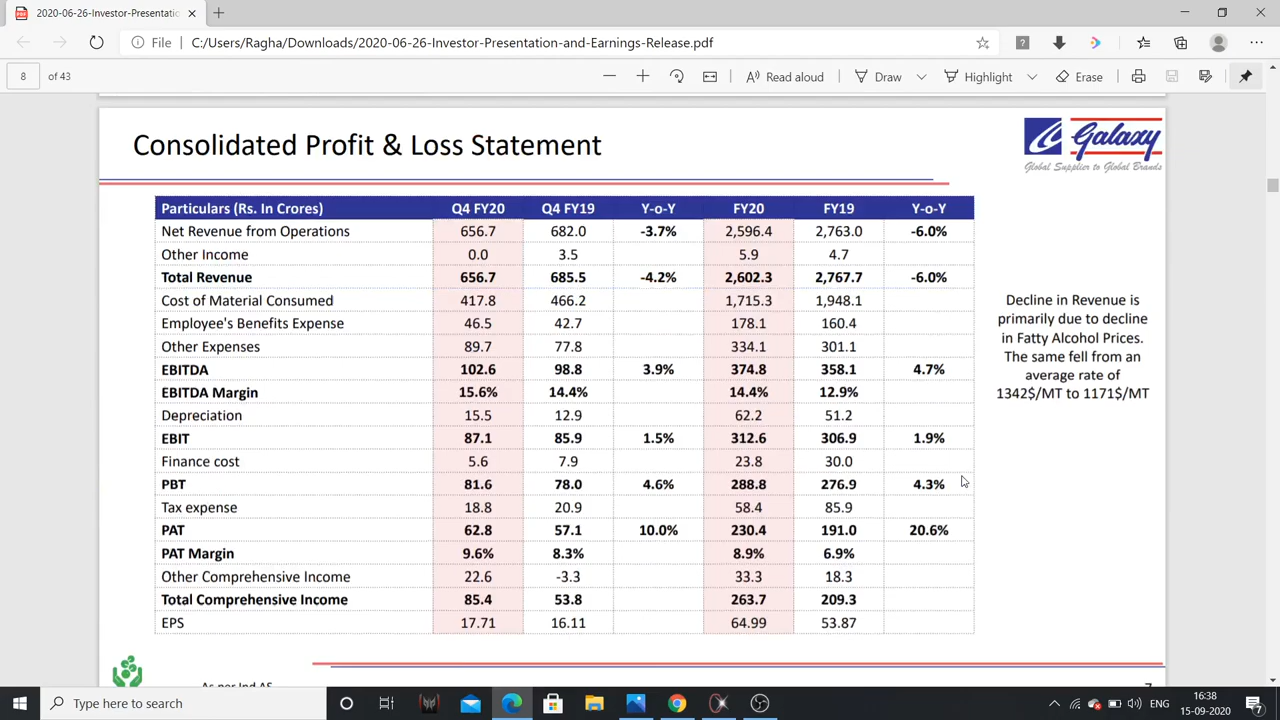 2020-06-26-Investor-Presentatio
File C:/Users/Ragha/Downloads/2020-06-26-Investor-Presentation-and-Earnings-Release.pdf
8 of 43 Read aloud Draw Highlight Erase
Consolidated Profit & Loss Statement
Galaxy
Global Supplier to Global Brands
Particulars (Rs. In Crores) Q4 FY20 Q4 FY19 Y-o-Y FY20 FY19 Y-o-Y
Net Revenue from Operations 656.7 682.0 -3.7% 2,596.4 2,763.0 -6.0%
Other Income 0.0 3.5 5.9 4.7
Total Revenue 656.7 685.5 -4.2% 2,602.3 2,767.7 -6.0%
Cost of Material Consumed 417.8 466.2 1,715.3 1,948.1
Employee's Benefits Expense 46.5 42.7 178.1 160.4
Other Expenses 89.7 77.8 334.1 301.1
EBITDA 102.6 98.8 3.9% 374.8 358.1 4.7%
EBITDA Margin 15.6% 14.4% 14.4% 12.9%
Depreciation 15.5 12.9 62.2 51.2
EBIT 87.1 85.9 1.5% 312.6 306.9 1.9%
Finance cost 5.6 7.9 23.8 30.0
PBT 81.6 78.0 4.6% 288.8 276.9 4.3%
Tax expense 18.8 20.9 58.4 85.9
PAT 62.8 57.1 10.0% 230.4 191.0 20.6%
PAT Margin 9.6% 8.3% 8.9% 6.9%
Other Comprehensive Income 22.6 -3.3 33.3 18.3
Total Comprehensive Income 85.4 53.8 263.7 209.3
EPS 17.71 16.11 64.99 53.87
Decline in Revenue is
primarily due to decline
in Fatty Alcohol Prices.
The same fell from an
average rate of
1342$/MT to 1171$/MT
As per Ind AS
7
Type here to search
ENG
16:38
15-09-2020
7